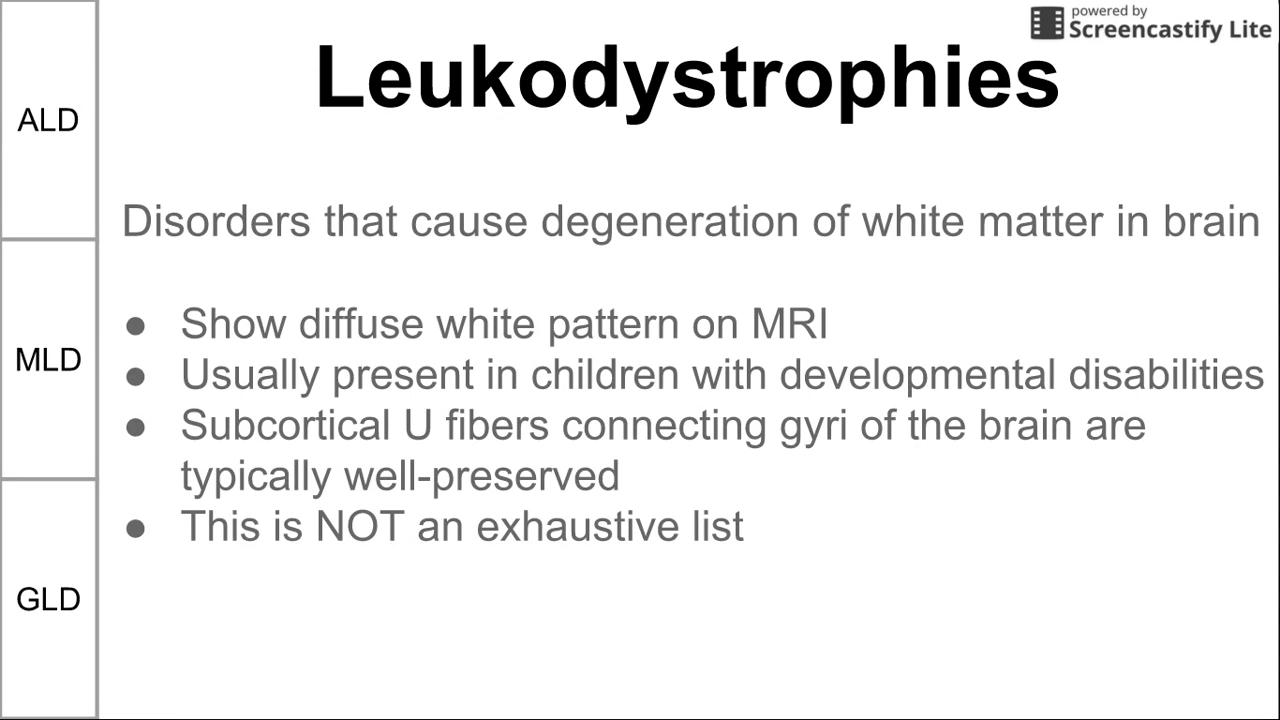 powered by
Screencastify Lite
Leukodystrophies
ALD
Disorders that cause degeneration of white matter in brain
● Show diffuse white pattern on MRI
MLD
● Usually present in children with developmental disabilities
● Subcortical U fibers connecting gyri of the brain are
typically well-preserved
● This is NOT an exhaustive list
GLD